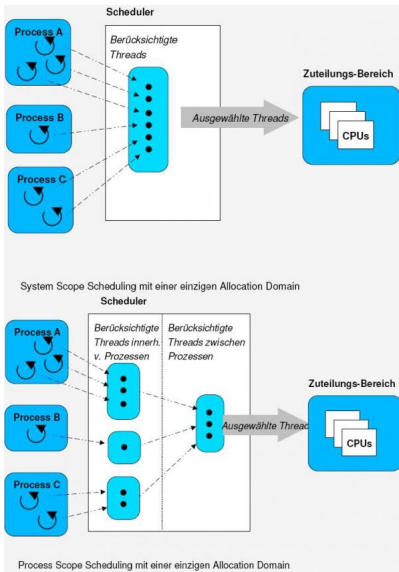 Scheduler
Process A
Berücksichtigte
Threads
Process B
Process C
Ausgewählte Threads
Zuteilungs-Bereich
CPUs
System Scope Scheduling mit einer einzigen Allocation Domain
Scheduler
Process A
Berücksichtigte
Threads innerh.
v. Prozessen
Berücksichtigte
Threads zwischen
Prozessen
Process B
Process C
Ausgewählte Thread
Zuteilungs-Bereich
CPUs
Process Scope Scheduling mit einer einzigen Allocation Domain